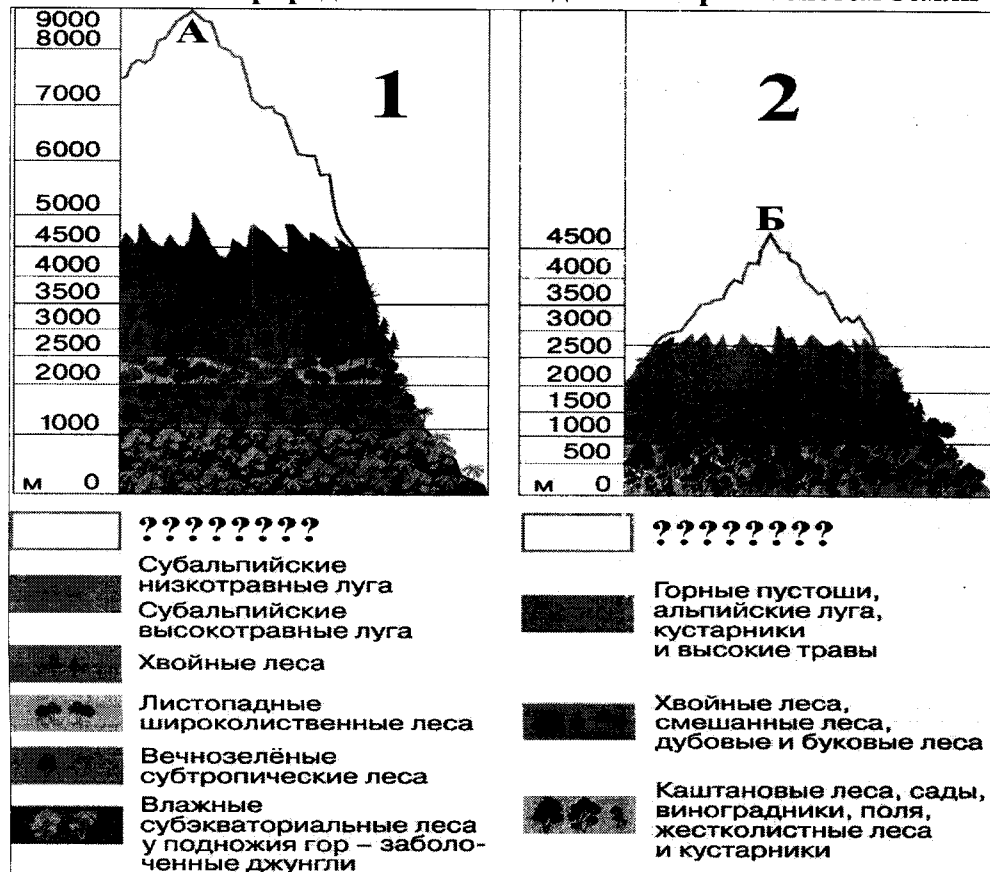 А
1
9000
8000
7000
6000
5000
4500
4000
3500
3000
2500
2000
1000
м 0
2
Б
4500
4000
3500
3000
2500
2000
1500
1000
500
м 0
????????
Субальпийские
низкотравные луга
Субальпийские
высокотравные луга
Хвойные леса
Листопадные
широколиственные леса
Вечнозелёные
субтропические леса
Влажные
субэкваториальные леса
у подножия гор – заболо-
ченные джунгли
????????
Горные пустоши,
альпийские луга,
кустарники
и высокие травы
Хвойные леса,
смешанные леса,
дубовые и буковые леса
Каштановые леса, сады,
виноградники, поля,
жестколистные леса
и кустарники